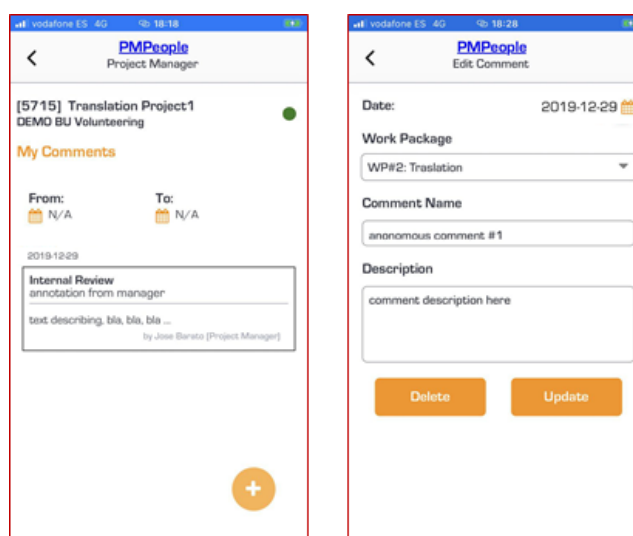 vodafone ES 4G 18:18
PMPeople
Project Manager
[5715] Translation Project1
DEMO BU Volunteering
My Comments
From: To:
N/A N/A
2019-12-29
Internal Review
annotation from manager
text describing, bla, bla, bla ...
by Jose Barato [Project Manager]
+
vodafone ES 4G 18:28
PMPeople
Edit Comment
Date: 2019-12-29
Work Package
WP#2: Traslation
Comment Name
anonomous comment #1
Description
comment description here
Delete Update